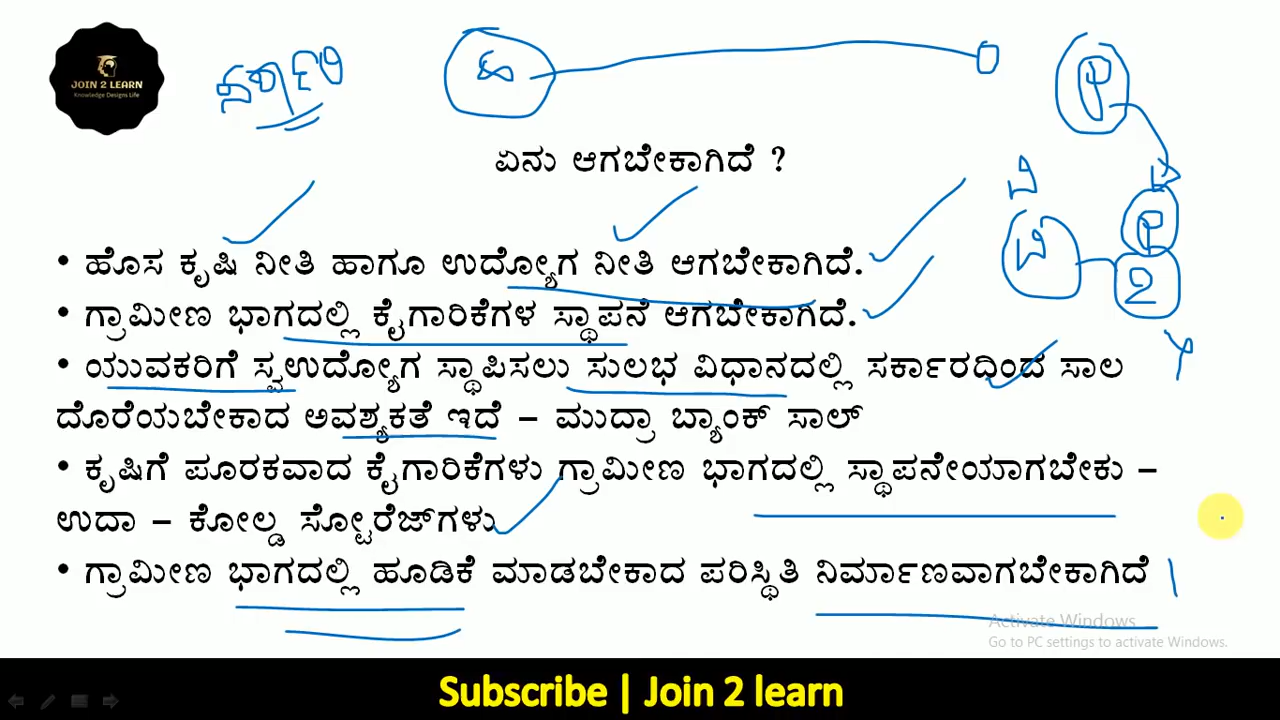 JOIN 2 LEARN
Knowledge Designs Life
ಏನು ಆಗಬೇಕಾಗಿದೆ ?
• ಹೊಸ ಕೃಷಿ ನೀತಿ ಹಾಗೂ ಉದ್ಯೋಗ ನೀತಿ ಆಗಬೇಕಾಗಿದೆ.
• ಗ್ರಾಮೀಣ ಭಾಗದಲ್ಲಿ ಕೈಗಾರಿಕೆಗಳ ಸ್ಥಾಪನೆ ಆಗಬೇಕಾಗಿದೆ.
• ಯುವಕರಿಗೆ ಸ್ವಉದ್ಯೋಗ ಸ್ಥಾಪಿಸಲು ಸುಲಭ ವಿಧಾನದಲ್ಲಿ ಸರ್ಕಾರದಿಂದ ಸಾಲ
ದೊರೆಯಬೇಕಾದ ಅವಶ್ಯಕತೆ ಇದೆ – ಮುದ್ರಾ ಬ್ಯಾಂಕ್ ಸಾಲ್
• ಕೃಷಿಗೆ ಪೂರಕವಾದ ಕೈಗಾರಿಕೆಗಳು ಗ್ರಾಮೀಣ ಭಾಗದಲ್ಲಿ ಸ್ಥಾಪನೇಯಾಗಬೇಕು –
ಉದಾ – ಕೋಲ್ಡ ಸೋಟರೆಜ್‌ಗಳು
• ಗ್ರಾಮೀಣ ಭಾಗದಲ್ಲಿ ಹೂಡಿಕೆ ಮಾಡಬೇಕಾದ ಪರಿಸ್ಥಿತಿ ನಿರ್ಮಾಣವಾಗಬೇಕಾಗಿದೆ
Activate Windows
Go to PC settings to activate Windows.
Subscribe | Join 2 learn